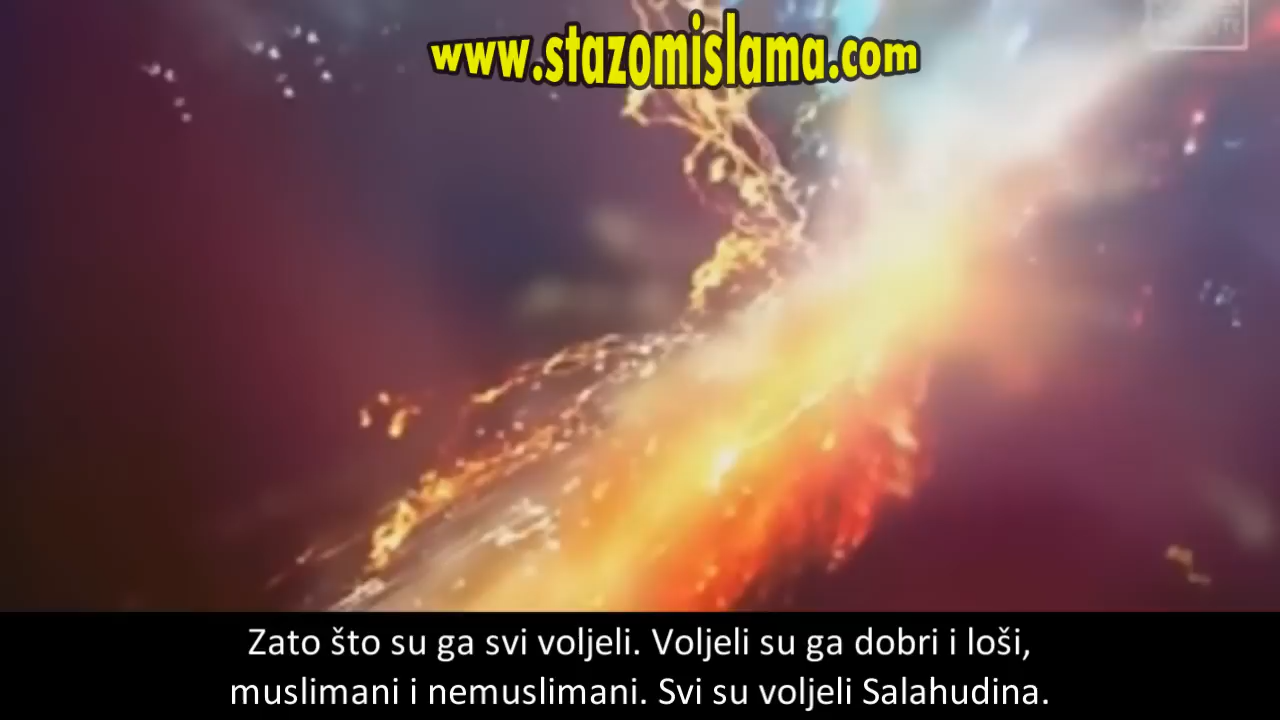 www.stazomislama.com
Zato što su ga svi voljeli. Voljeli su ga dobri i loši,
muslimani i nemuslimani. Svi su voljeli Salahudina.